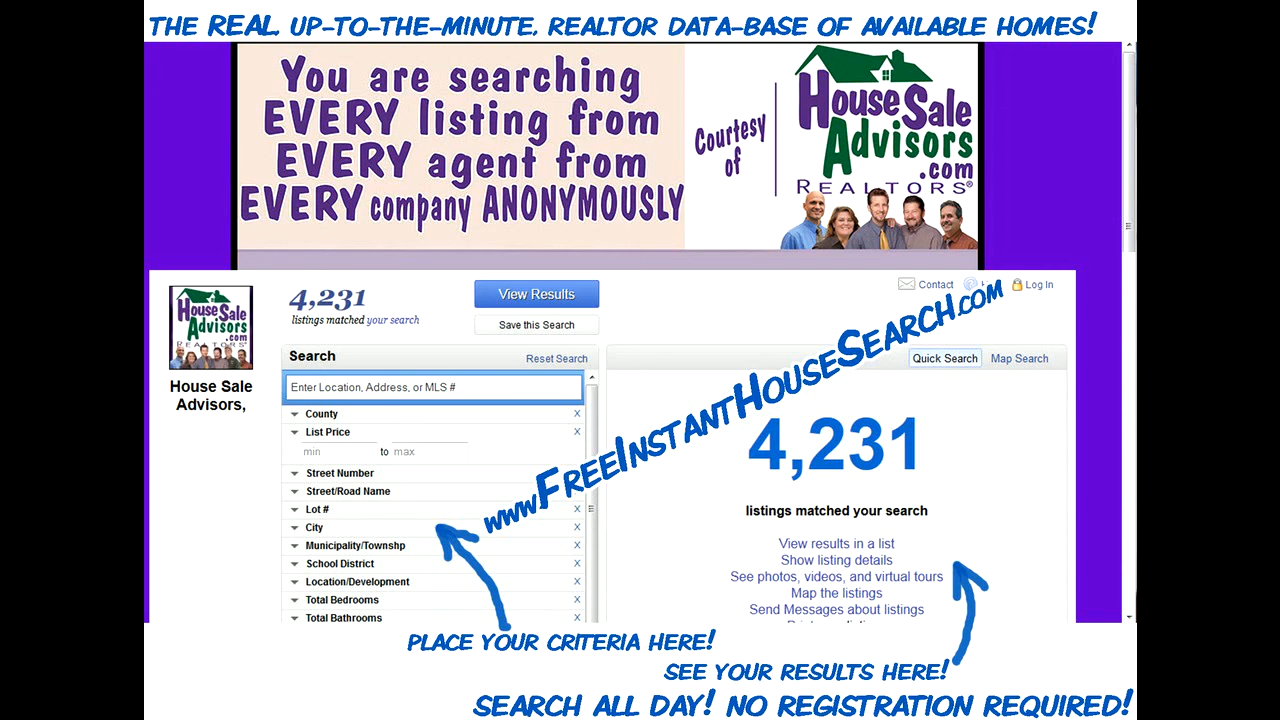 THE REAL, UP-TO-THE-MINUTE, REALTOR DATA-BASE OF AVAILABLE HOMES!
You are searching
EVERY listing from
EVERY agent from
EVERY company ANONYMOUSLY
Courtesy
of
HouseSale
Advisors
.com
REALTORS®
4,231
listings matched your search
View Results
Save this Search
Contact
Log In
HouseSale
Advisors
.com
REALTORS®
House Sale
Advisors,
Search
Reset Search
Quick Search
Map Search
Enter Location, Address, or MLS #
County X
List Price X
min to max
Street Number
Street/Road Name
Lot # X
City X
Municipality/Townshp X
School District X
Location/Development X
Total Bedrooms X
Total Bathrooms X
www.FreeInstantHouseSearch.com
4,231
listings matched your search
View results in a list
Show listing details
See photos, videos, and virtual tours
Map the listings
Send Messages about listings
PLACE YOUR CRITERIA HERE!
SEE YOUR RESULTS HERE!
SEARCH ALL DAY! NO REGISTRATION REQUIRED!